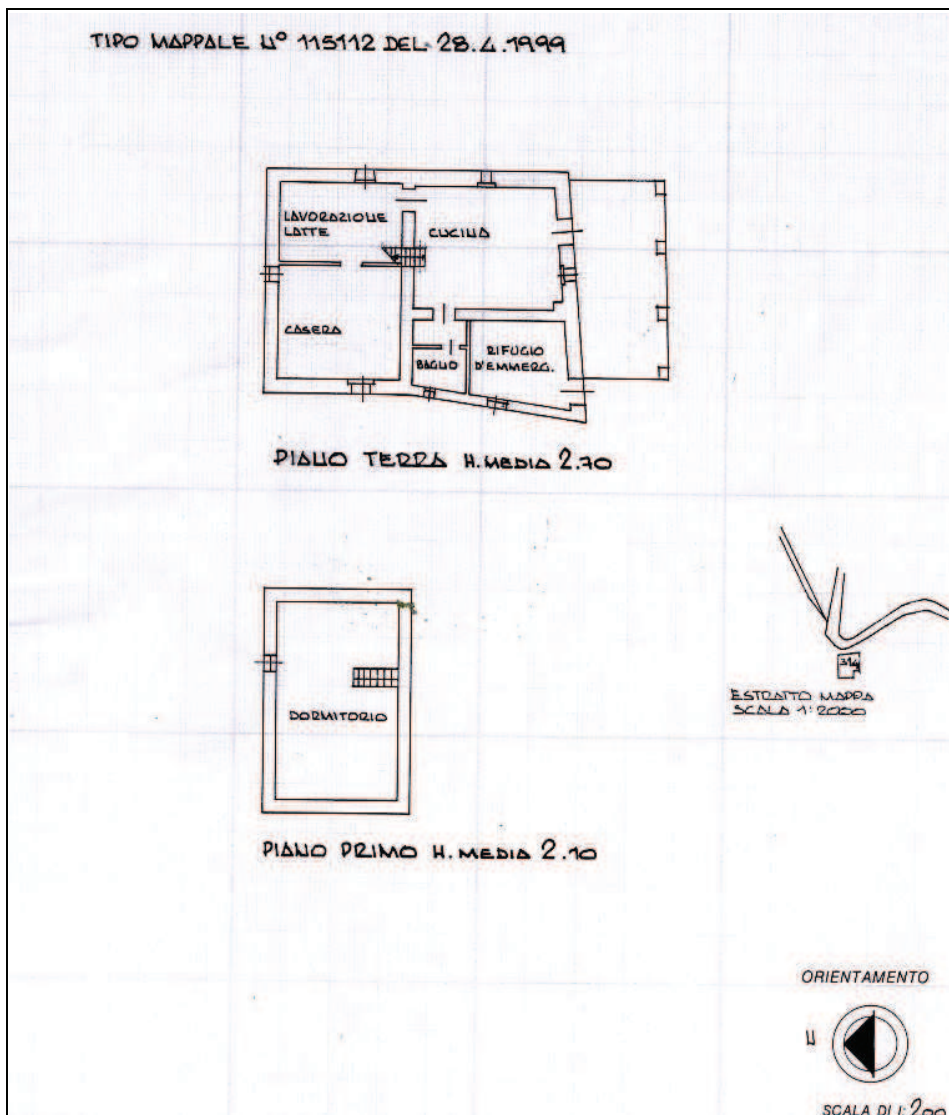 TIPO MAPPALE N° 115112 DEL 28.4.1999
LAVORAZIONE
LATTE
CUCINA
CASERA
BAGNO
RIFUGIO
D'EMMERG.
PIANO TERRA H. MEDIA 2.70
314
ESTRATTO MAPPA
SCALA 1:2000
DORMITORIO
PIANO PRIMO H. MEDIA 2.10
ORIENTAMENTO
N
SCALA DI 1: 200